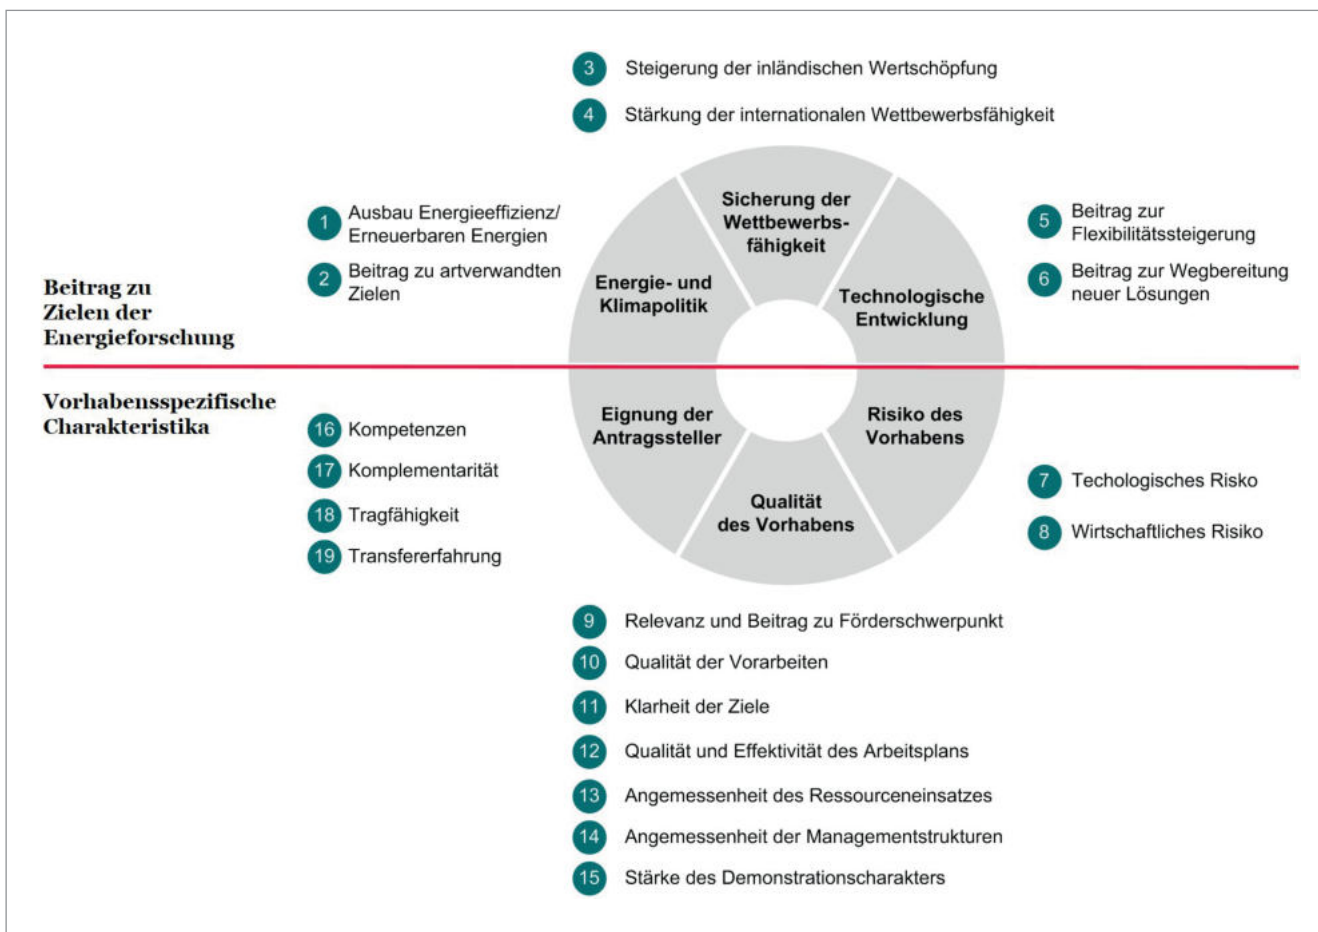 3 Steigerung der inländischen Wertschöpfung
4 Stärkung der internationalen Wettbewerbsfähigkeit
Sicherung der
Wettbewerbs-
fähigkeit
1 Ausbau Energieeffizienz/
Erneuerbaren Energien
2 Beitrag zu artverwandten
Zielen
Energie- und
Klimapolitik
Technologische
Entwicklung
5 Beitrag zur
Flexibilitätssteigerung
6 Beitrag zur Wegbereitung
neuer Lösungen
Beitrag zu
Zielen der
Energieforschung
Vorhabensspezifische
Charakteristika
16 Kompetenzen
17 Komplementarität
18 Tragfähigkeit
19 Transfererfahrung
Eignung der
Antragssteller
Qualität
des Vorhabens
Risiko des
Vorhabens
7 Techologisches Risiko
8 Wirtschaftliches Risiko
9 Relevanz und Beitrag zu Förderschwerpunkt
10 Qualität der Vorarbeiten
11 Klarheit der Ziele
12 Qualität und Effektivität des Arbeitsplans
13 Angemessenheit des Ressourceneinsatzes
14 Angemessenheit der Managementstrukturen
15 Stärke des Demonstrationscharakters